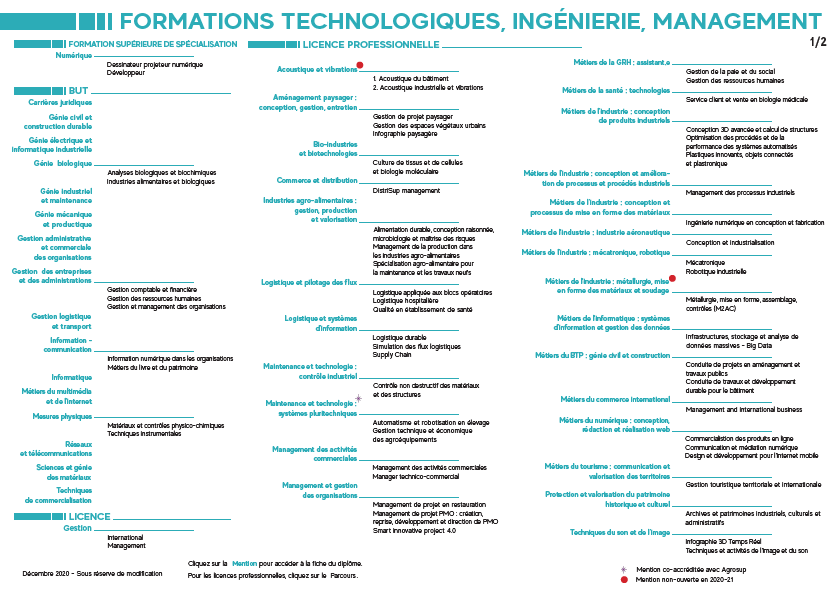 FORMATIONS TECHNOLOGIQUES, INGÉNIERIE, MANAGEMENT
1/2
FORMATION SUPÉRIEURE DE SPÉCIALISATION
Numérique
Dessinateur projeteur numérique
Développeur
BUT
Carrières juridiques
Génie civil et
construction durable
Génie électrique et
informatique industrielle
Génie biologique
Analyses biologiques et biochimiques
Industries alimentaires et biologiques
Génie industriel
et maintenance
Génie mécanique
et productique
Gestion administrative
et commerciale
des organisations
Gestion des entreprises
et des administrations
Gestion comptable et financière
Gestion des ressources humaines
Gestion et management des organisations
Gestion logistique
et transport
Information -
communication
Information numérique dans les organisations
Métiers du livre et du patrimoine
Informatique
Métiers du multimédia
et de l'internet
Mesures physiques
Matériaux et contrôles physico-chimiques
Techniques instrumentales
Réseaux
et télécommunications
Sciences et génie
des matériaux
Techniques
de commercialisation
LICENCE
Gestion
International
Management
LICENCE PROFESSIONNELLE
Acoustique et vibrations
1. Acoustique du bâtiment
2. Acoustique industrielle et vibrations
Aménagement paysager :
conception, gestion, entretien
Gestion de projet paysager
Gestion des espaces végétaux urbains
Infographie paysagère
Bio-industries
et biotechnologies
Culture de tissus et de cellules
et biologie moléculaire
Commerce et distribution
DistriSup management
Industries agro-alimentaires :
gestion, production
et valorisation
Alimentation durable, conception raisonnée,
microbiologie et maîtrise des risques
Management de la production dans
les industries agro-alimentaires
Spécialisation agro-alimentaire pour
la maintenance et les travaux neufs
Logistique et pilotage des flux
Logistique appliquée aux blocs opératoires
Logistique hospitalière
Qualité en établissement de santé
Logistique et systèmes
d'information
Logistique durable
Simulation des flux logistiques
Supply Chain
Maintenance et technologie :
contrôle industriel
Contrôle non destructif des matériaux
et des structures
Maintenance et technologie :
systèmes pluritechniques
Automatisme et robotisation en élevage
Gestion technique et économique
des agroéquipements
Management des activités
commerciales
Management des activités commerciales
Manager technico-commercial
Management et gestion
des organisations
Management de projet en restauration
Management de projet PMO : création,
reprise, développement et direction de PMO
Smart innovative project 4.0
Métiers de la GRH : assistant.e
Gestion de la paie et du social
Gestion des ressources humaines
Métiers de la santé : technologies
Service client et vente en biologie médicale
Métiers de l'industrie : conception
de produits industriels
Conception 3D avancée et calcul de structures
Optimisation des procédés et de la
performance des systèmes automatisés
Plastiques innovants, objets connectés
et plastronique
Métiers de l'industrie : conception et améliora-
tion de processus et procédés industriels
Management des processus industriels
Métiers de l'industrie : conception et
processus de mise en forme des matériaux
Ingénierie numérique en conception et fabrication
Métiers de l'industrie : industrie aéronautique
Conception et industrialisation
Métiers de l'industrie : mécatronique, robotique
Mécatronique
Robotique industrielle
Métiers de l'industrie : métallurgie, mise
en forme des matériaux et soudage
Métallurgie, mise en forme, assemblage,
contrôles (M2AC)
Métiers de l'informatique : systèmes
d'information et gestion des données
Infrastructures, stockage et analyse de
données massives - Big Data
Métiers du BTP : génie civil et construction
Conduite de projets en aménagement et
travaux publics
Conduite de travaux et développement
durable pour le bâtiment
Métiers du commerce international
Management and international business
Métiers du numérique : conception,
rédaction et réalisation web
Commercialistion des produits en ligne
Communication et médiation numérique
Design et développement pour l'internet mobile
Métiers du tourisme : communication et
valorisation des territoires
Gestion touristique territoriale et internationale
Protection et valorisation du patrimoine
historique et culturel
Archives et patrimoines industriels, culturels et
administratifs
Techniques du son et de l'image
Infographie 3D Temps Réel
Techniques et activités de l'image et du son
Décembre 2020 - Sous réserve de modification
Cliquez sur la Mention pour accéder à la fiche du diplôme.
Pour les licences professionnelles, cliquez sur le Parcours.
Mention co-accréditée avec Agrosup
Mention non-ouverte en 2020-21